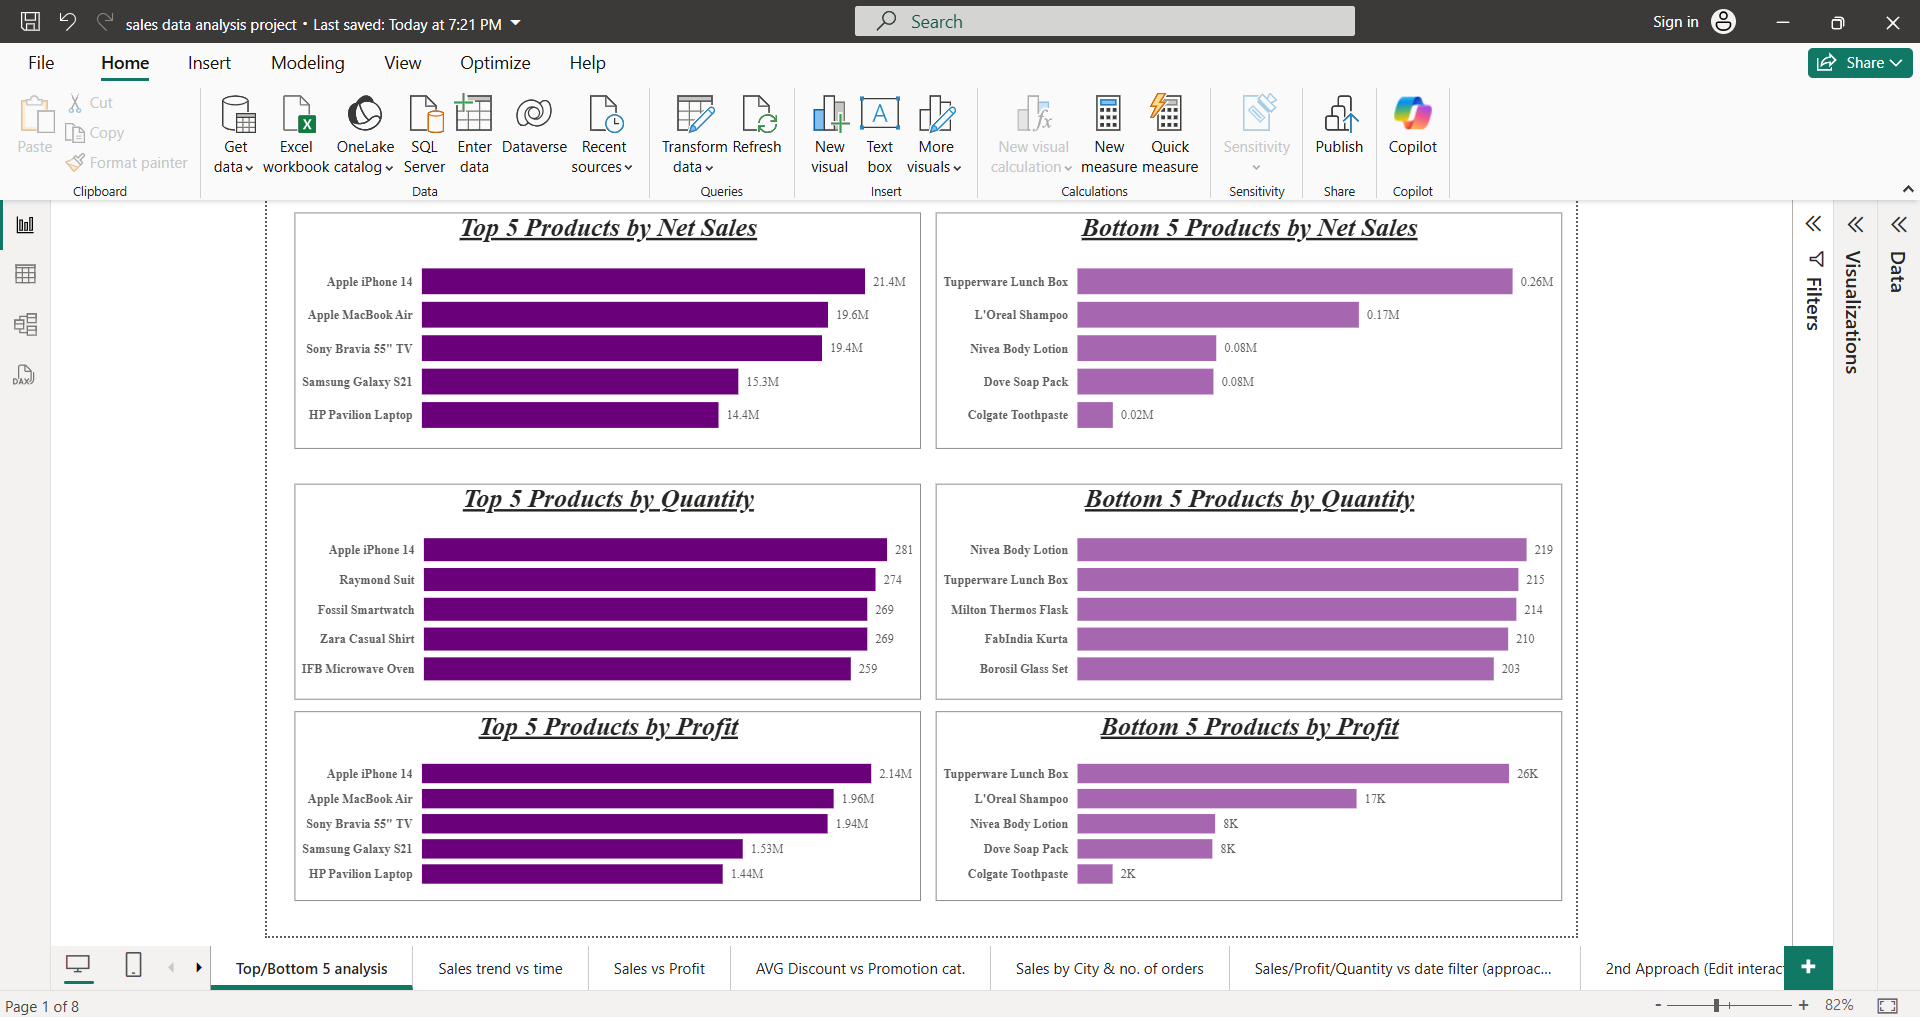 sales data analysis project • Last saved: Today at 7:21 PM
Search
Sign in
File Home Insert Modeling View Optimize Help
Share
Paste
Cut
Copy
Format painter
Clipboard
Get data
Excel workbook
OneLake catalog
SQL Server
Enter data
Dataverse
Recent sources
Data
Transform data
Refresh
Queries
New visual
Text box
More visuals
Insert
New visual calculation
New measure
Quick measure
Calculations
Sensitivity
Sensitivity
Publish
Share
Copilot
Copilot
Top 5 Products by Net Sales
Apple iPhone 14 21.4M
Apple MacBook Air 19.6M
Sony Bravia 55" TV 19.4M
Samsung Galaxy S21 15.3M
HP Pavilion Laptop 14.4M
Bottom 5 Products by Net Sales
Tupperware Lunch Box 0.26M
L'Oreal Shampoo 0.17M
Nivea Body Lotion 0.08M
Dove Soap Pack 0.08M
Colgate Toothpaste 0.02M
Top 5 Products by Quantity
Apple iPhone 14 281
Raymond Suit 274
Fossil Smartwatch 269
Zara Casual Shirt 269
IFB Microwave Oven 259
Bottom 5 Products by Quantity
Nivea Body Lotion 219
Tupperware Lunch Box 215
Milton Thermos Flask 214
FabIndia Kurta 210
Borosil Glass Set 203
Top 5 Products by Profit
Apple iPhone 14 2.14M
Apple MacBook Air 1.96M
Sony Bravia 55" TV 1.94M
Samsung Galaxy S21 1.53M
HP Pavilion Laptop 1.44M
Bottom 5 Products by Profit
Tupperware Lunch Box 26K
L'Oreal Shampoo 17K
Nivea Body Lotion 8K
Dove Soap Pack 8K
Colgate Toothpaste 2K
Filters
Visualizations
Data
DAX
Top/Bottom 5 analysis
Sales trend vs time
Sales vs Profit
AVG Discount vs Promotion cat.
Sales by City & no. of orders
Sales/Profit/Quantity vs date filter (approac...
2nd Approach (Edit interac
Page 1 of 8
- + 82%